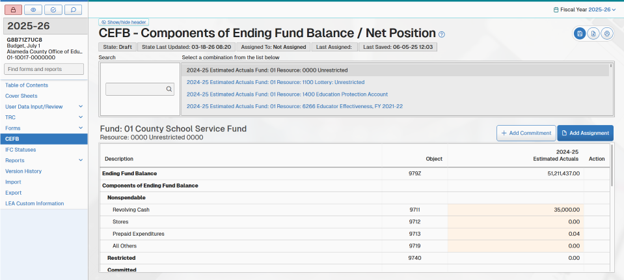 2025-26
G8BT1Z7UC8
Budget, July 1
Alameda County Office of Edu...
01-10017-0000000
Find forms and reports
Table of Contents
Cover Sheets
User Data Input/Review
TRC
Forms
CEFB
IFC Statuses
Reports
Version History
Import
Export
LEA Custom Information
Fiscal Year 2025-26
Show/hide header
CEFB - Components of Ending Fund Balance / Net Position
State: Draft State Last Updated: 03-18-26 08:20 Assigned To: Not Assigned Last Assigned: Last Saved: 06-05-25 12:03
Search
Select a combination from the list below
2024-25 Estimated Actuals Fund: 01 Resource: 0000 Unrestricted
2024-25 Estimated Actuals Fund: 01 Resource: 1100 Lottery: Unrestricted
2024-25 Estimated Actuals Fund: 01 Resource: 1400 Education Protection Account
2024-25 Estimated Actuals Fund: 01 Resource: 6266 Educator Effectiveness, FY 2021-22
Fund: 01 County School Service Fund
Resource: 0000 Unrestricted 0000
+ Add Commitment
Add Assignment
Description Object 2024-25 Estimated Actuals Action
Ending Fund Balance 979Z 51,211,437.00
Components of Ending Fund Balance
Nonspendable
Revolving Cash 9711 35,000.00
Stores 9712 0.00
Prepaid Expenditures 9713 0.04
All Others 9719 0.00
Restricted 9740 0.00
Committed